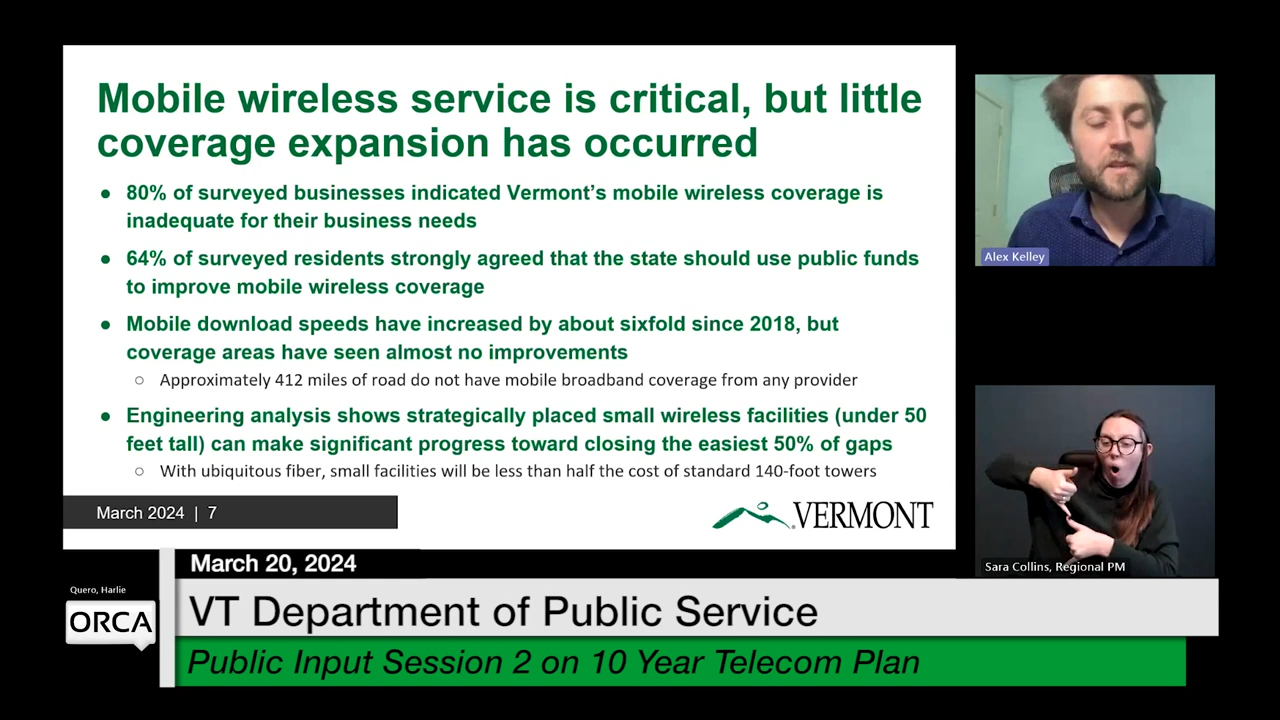 Mobile wireless service is critical, but little
coverage expansion has occurred
● 80% of surveyed businesses indicated Vermont's mobile wireless coverage is
inadequate for their business needs
● 64% of surveyed residents strongly agreed that the state should use public funds
to improve mobile wireless coverage
● Mobile download speeds have increased by about sixfold since 2018, but
coverage areas have seen almost no improvements
○ Approximately 412 miles of road do not have mobile broadband coverage from any provider
● Engineering analysis shows strategically placed small wireless facilities (under 50
feet tall) can make significant progress toward closing the easiest 50% of gaps
○ With ubiquitous fiber, small facilities will be less than half the cost of standard 140-foot towers
March 2024 | 7
VERMONT
Alex Kelley
Sara Collins, Regional PM
March 20, 2024
Quero, Harlie
ORCA
VT Department of Public Service
Public Input Session 2 on 10 Year Telecom Plan